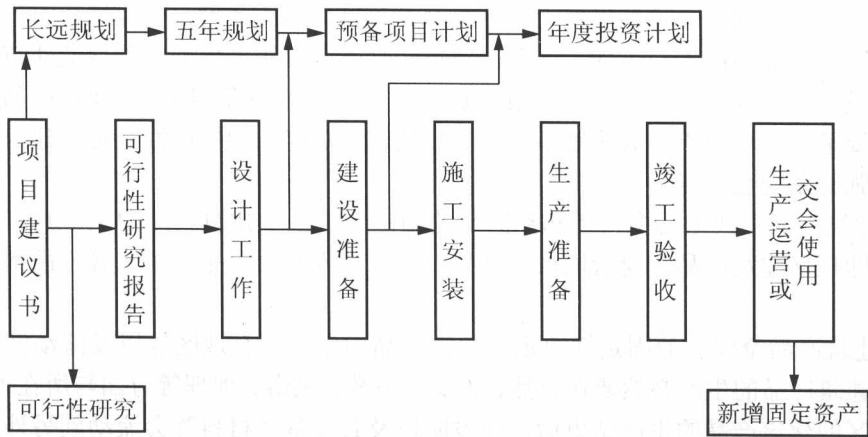 长远规划
五年规划
预备项目计划
年度投资计划
项目建议书
可行性研究报告
设计工作
建设准备
施工安装
生产准备
竣工验收
生产运营或
交会使用
可行性研究
新增固定资产